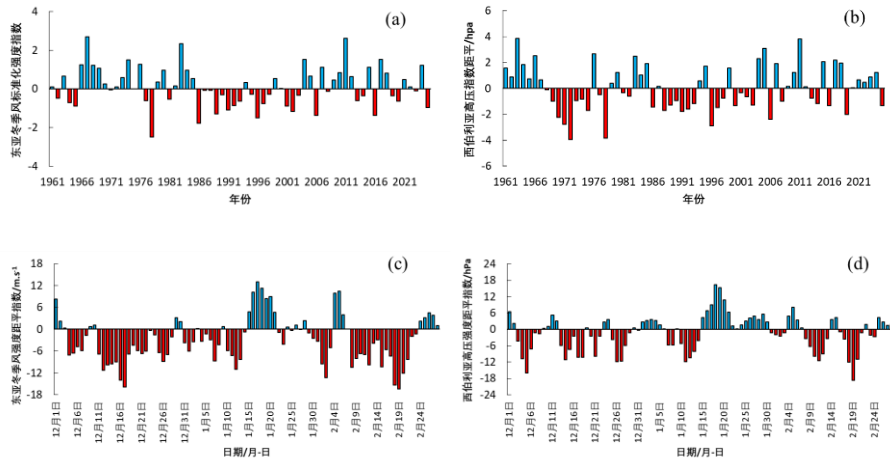 (a)
东亚冬季风标准化强度指数
4
2
0
-2
-4
1961 1966 1971 1976 1981 1986 1991 1996 2001 2006 2011 2016 2021
年份
(b)
西伯利亚高压指数距平/hpa
6
4
2
0
-2
-4
-6
1961 1966 1971 1976 1981 1986 1991 1996 2001 2006 2011 2016 2021
年份
(c)
东亚冬季风强度距平指数/m.s⁻¹
18
12
6
0
-6
-12
-18
12月1日 12月6日 12月11日 12月16日 12月21日 12月26日 12月31日 1月5日 1月10日 1月15日 1月20日 1月25日 1月30日 2月4日 2月9日 2月14日 2月19日 2月24日
日期/月-日
(d)
西伯利亚高压强度距平指数/hPa
24
18
12
6
0
-6
-12
-18
-24
12月1日 12月6日 12月11日 12月16日 12月21日 12月26日 12月31日 1月5日 1月10日 1月15日 1月20日 1月25日 1月30日 2月4日 2月9日 2月14日 2月19日 2月24日
日期/月-日